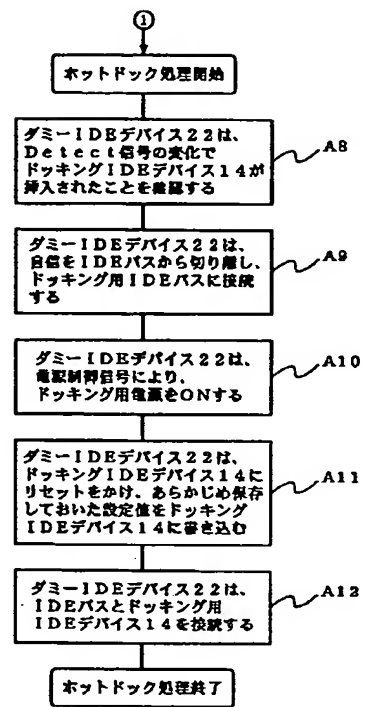 ①
ホットドック処理開始
ダミーIDEデバイス22は、
Detect信号の変化で
ドッキングIDEデバイス14が
挿入されたことを確認する
A8
ダミーIDEデバイス22は、
自信をIDEバスから切り離し、
ドッキング用IDEバスに接続
する
A9
ダミーIDEデバイス22は、
電源制御信号により、
ドッキング用電源をONする
A10
ダミーIDEデバイス22は、
ドッキングIDEデバイス14に
リセットをかけ、あらかじめ保存
しておいた設定値をドッキング
IDEデバイス14に書き込む
A11
ダミーIDEデバイス22は、
IDEバスとドッキング用
IDEデバイス14を接続する
A12
ホットドック処理終了